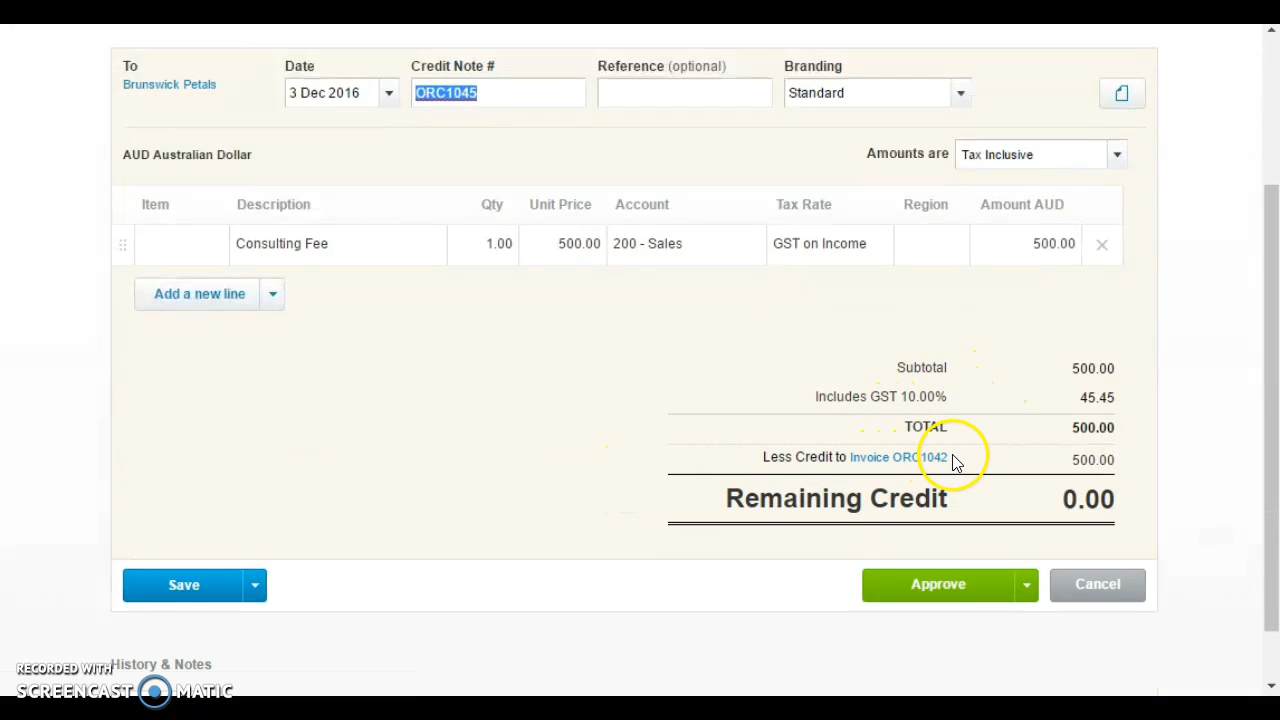 To Date Credit Note # Reference (optional) Branding
Brunswick Petals 3 Dec 2016 ORC1045 Standard
AUD Australian Dollar Amounts are Tax Inclusive
Item Description Qty Unit Price Account Tax Rate Region Amount AUD
Consulting Fee 1.00 500.00 200 - Sales GST on Income 500.00
Add a new line
Subtotal 500.00
Includes GST 10.00% 45.45
TOTAL 500.00
Less Credit to Invoice ORC1042 500.00
Remaining Credit 0.00
Save Approve Cancel
History & Notes
RECORDED WITH
SCREENCAST MATIC